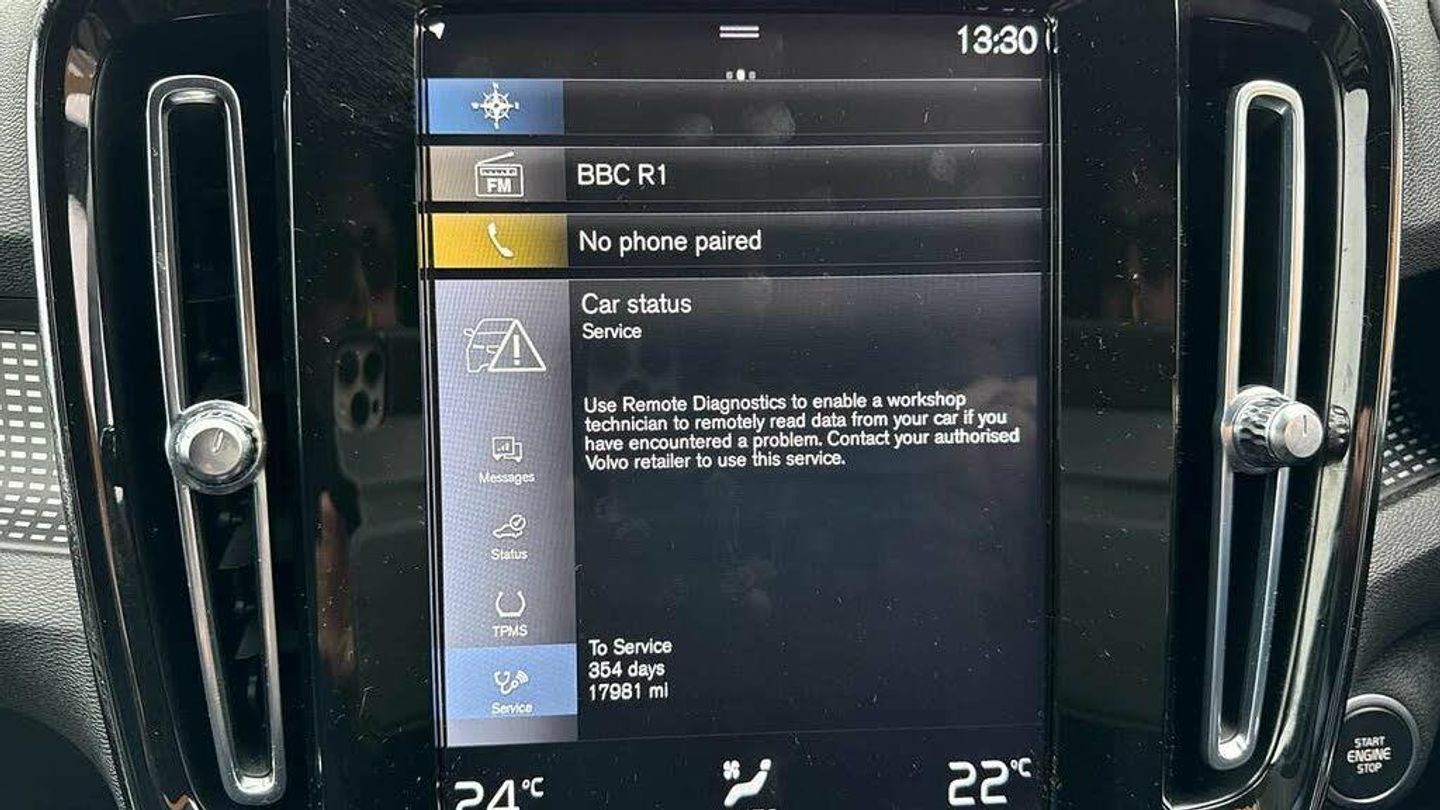 13:30
FM
BBC R1
No phone paired
Car status
Service
Use Remote Diagnostics to enable a workshop
technician to remotely read data from your car if you
have encountered a problem. Contact your authorised
Volvo retailer to use this service.
Messages
Status
TPMS
Service
To Service
354 days
17981 mi
START
ENGINE
STOP
24°C
22°C